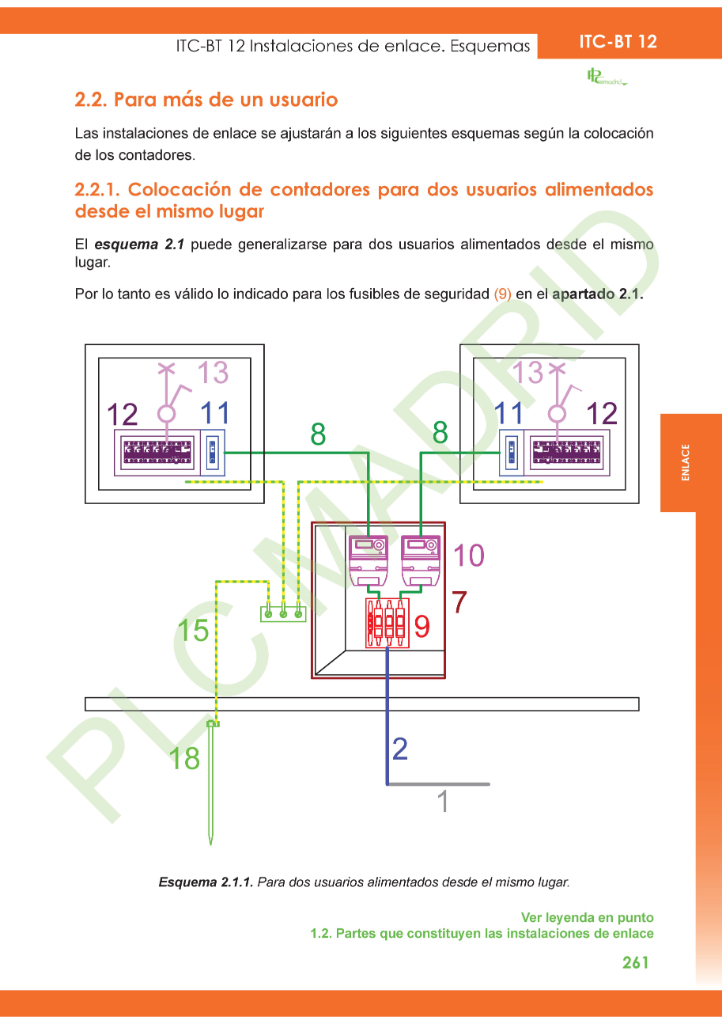 ITC-BT 12 Instalaciones de enlace. Esquemas
ITC-BT 12
2.2. Para más de un usuario
Las instalaciones de enlace se ajustarán a los siguientes esquemas según la colocación
de los contadores.
2.2.1. Colocación de contadores para dos usuarios alimentados
desde el mismo lugar
El esquema 2.1 puede generalizarse para dos usuarios alimentados desde el mismo
lugar.
Por lo tanto es válido lo indicado para los fusibles de seguridad (9) en el apartado 2.1.
13
13
12
11
8
8
11
12
ENLACE
10
7
9
15
18
2
1
PLC MADRID
Esquema 2.1.1. Para dos usuarios alimentados desde el mismo lugar.
Ver leyenda en punto
1.2. Partes que constituyen las instalaciones de enlace
261